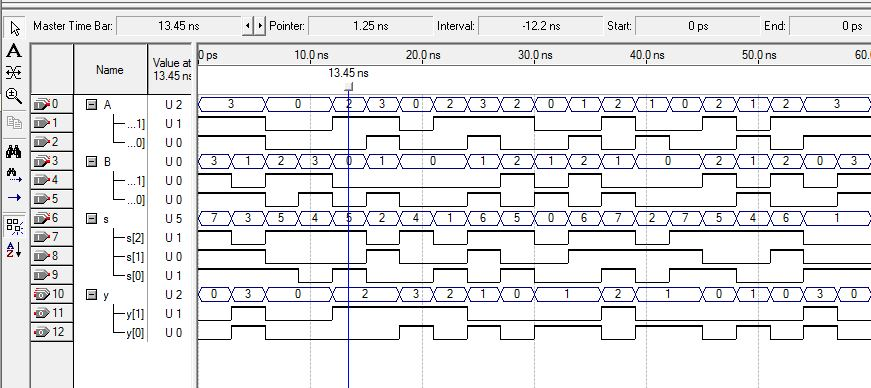 Master Time Bar: 13.45 ns Pointer: 1.25 ns Interval: -12.2 ns Start: 0 ps End: 0 ps
Name Value at 13.45 ns 0 ps 10.0 ns 20.0 ns 30.0 ns 40.0 ns 50.0 ns 60.
13.45 ns
0 A U 2 3 0 2 3 0 2 3 2 0 1 2 1 0 2 1 2 3
1 ...1] U 1
2 ...0] U 0
3 B U 0 3 1 2 3 0 1 0 1 2 1 2 1 0 2 1 2 0 3
4 ...1] U 0
5 ...0] U 0
6 s U 5 7 3 5 4 5 2 4 1 6 5 0 6 7 2 7 5 4 6 1
7 s[2] U 1
8 s[1] U 0
9 s[0] U 1
10 y U 2 0 3 0 2 3 2 1 0 1 2 1 0 1 0 3 0
11 y[1] U 1
12 y[0] U 0